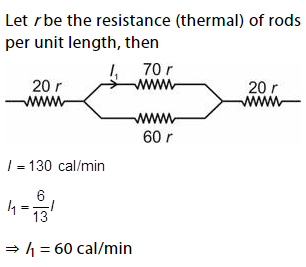 Let r be the resistance (thermal) of rods
per unit length, then
I₁ 70 r
20 r 20 r
60 r
I = 130 cal/min
I₁ = 6/13 I
⇒ I₁ = 60 cal/min